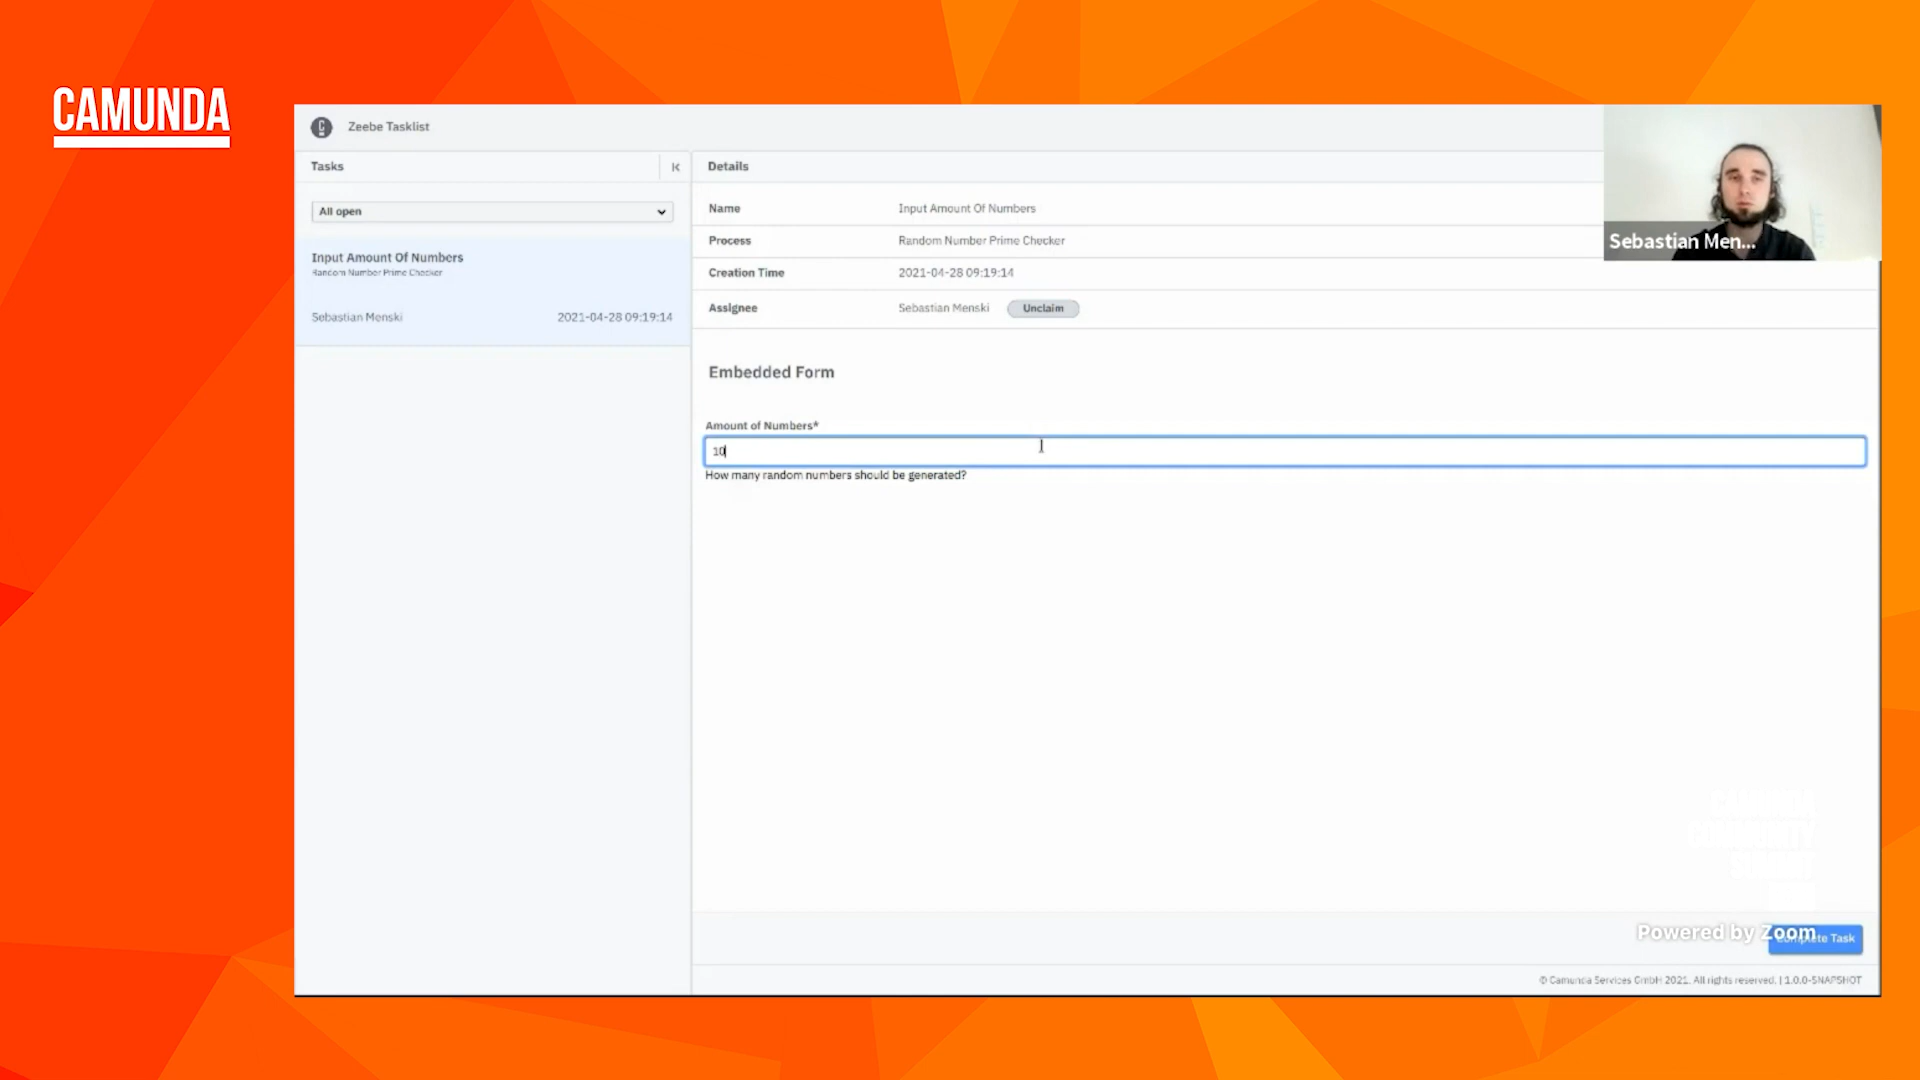 CAMUNDA
Zeebe Tasklist
Tasks
All open
Input Amount Of Numbers
Random Number Prime Checker
Sebastian Menski 2021-04-28 09:19:14
Details
Name Input Amount Of Numbers
Process Random Number Prime Checker
Creation Time 2021-04-28 09:19:14
Assignee Sebastian Menski Unclaim
Sebastian Men...
Embedded Form
Amount of Numbers*
10
How many random numbers should be generated?
Powered by Zoom
Complete Task
© Camunda Services GmbH 2021. All rights reserved. | 1.0.0-SNAPSHOT